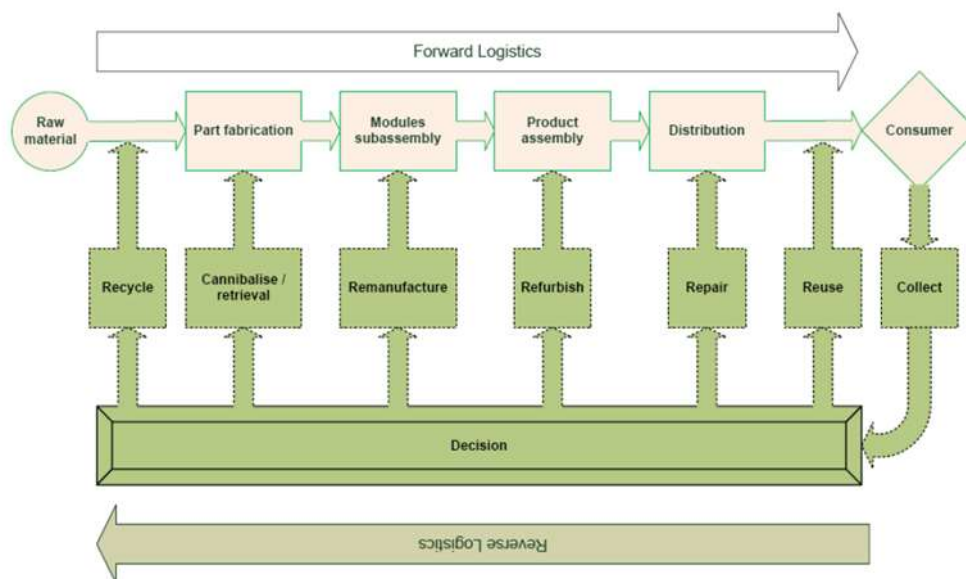 Forward Logistics
Raw
material
Part fabrication
Modules
subassembly
Product
assembly
Distribution
Consumer
Recycle
Cannibalise /
retrieval
Remanufacture
Refurbish
Repair
Reuse
Collect
Decision
Reverse Logistics